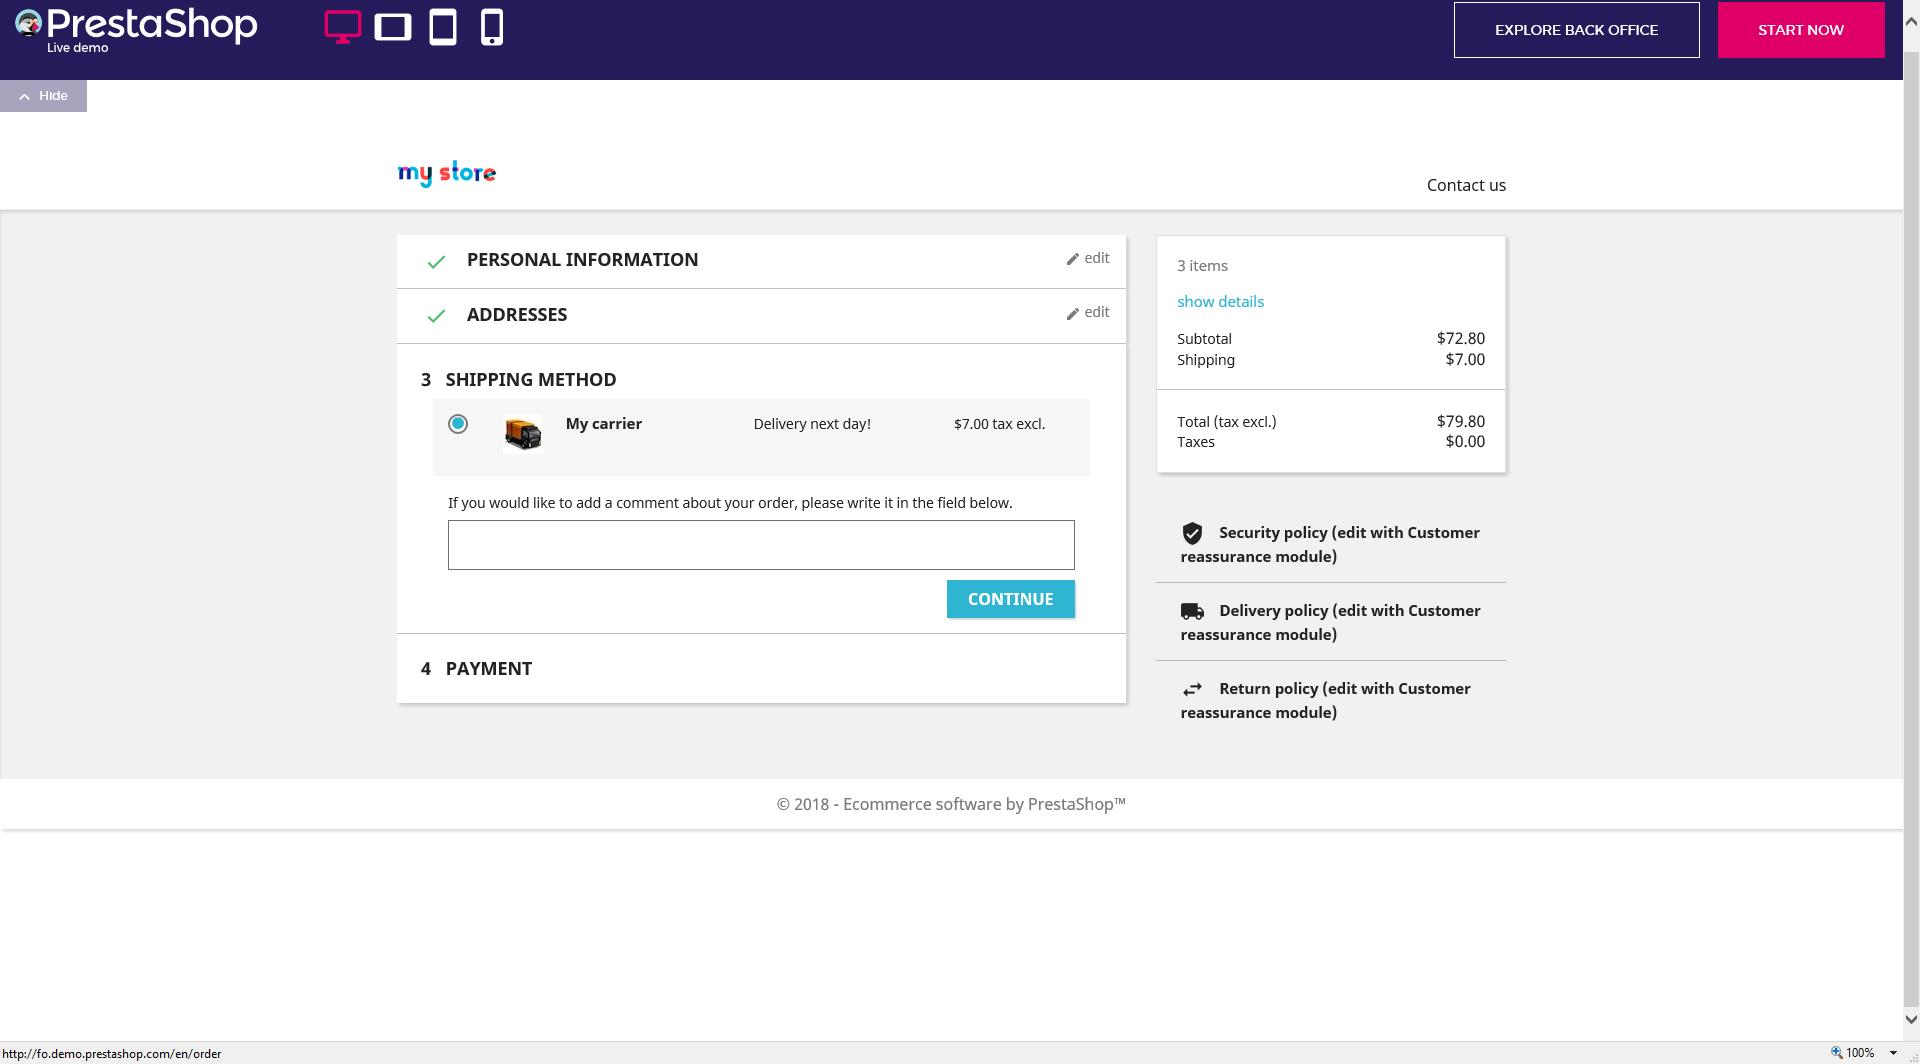 PrestaShop
Live demo
EXPLORE BACK OFFICE
START NOW
Hide
my store
Contact us
PERSONAL INFORMATION
edit
ADDRESSES
edit
3 SHIPPING METHOD
My carrier
Delivery next day!
$7.00 tax excl.
If you would like to add a comment about your order, please write it in the field below.
CONTINUE
4 PAYMENT
3 items
show details
Subtotal $72.80
Shipping $7.00
Total (tax excl.) $79.80
Taxes $0.00
Security policy (edit with Customer
reassurance module)
Delivery policy (edit with Customer
reassurance module)
Return policy (edit with Customer
reassurance module)
© 2018 - Ecommerce software by PrestaShop™
http://fo.demo.prestashop.com/en/order
100%